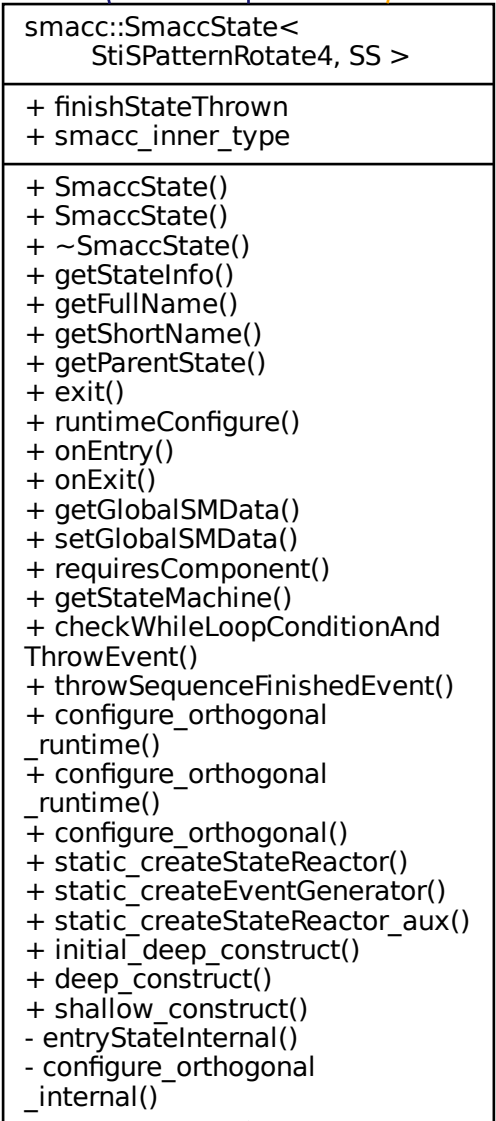 smacc::SmaccState<
StiSPatternRotate4, SS >
+ finishStateThrown
+ smacc_inner_type
+ SmaccState()
+ SmaccState()
+ ~SmaccState()
+ getStateInfo()
+ getFullName()
+ getShortName()
+ getParentState()
+ exit()
+ runtimeConfigure()
+ onEntry()
+ onExit()
+ getGlobalSMData()
+ setGlobalSMData()
+ requiresComponent()
+ getStateMachine()
+ checkWhileLoopConditionAnd
ThrowEvent()
+ throwSequenceFinishedEvent()
+ configure_orthogonal
_runtime()
+ configure_orthogonal
_runtime()
+ configure_orthogonal()
+ static_createStateReactor()
+ static_createEventGenerator()
+ static_createStateReactor_aux()
+ initial_deep_construct()
+ deep_construct()
+ shallow_construct()
- entryStateInternal()
- configure_orthogonal
_internal()